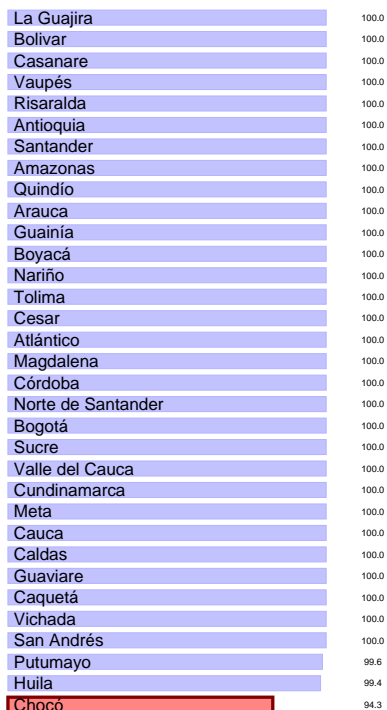 La Guajira 100.0
Bolivar 100.0
Casanare 100.0
Vaupés 100.0
Risaralda 100.0
Antioquia 100.0
Santander 100.0
Amazonas 100.0
Quindío 100.0
Arauca 100.0
Guainía 100.0
Boyacá 100.0
Nariño 100.0
Tolima 100.0
Cesar 100.0
Atlántico 100.0
Magdalena 100.0
Córdoba 100.0
Norte de Santander 100.0
Bogotá 100.0
Sucre 100.0
Valle del Cauca 100.0
Cundinamarca 100.0
Meta 100.0
Cauca 100.0
Caldas 100.0
Guaviare 100.0
Caquetá 100.0
Vichada 100.0
San Andrés 100.0
Putumayo 99.6
Huila 99.4
Chocó 94.3